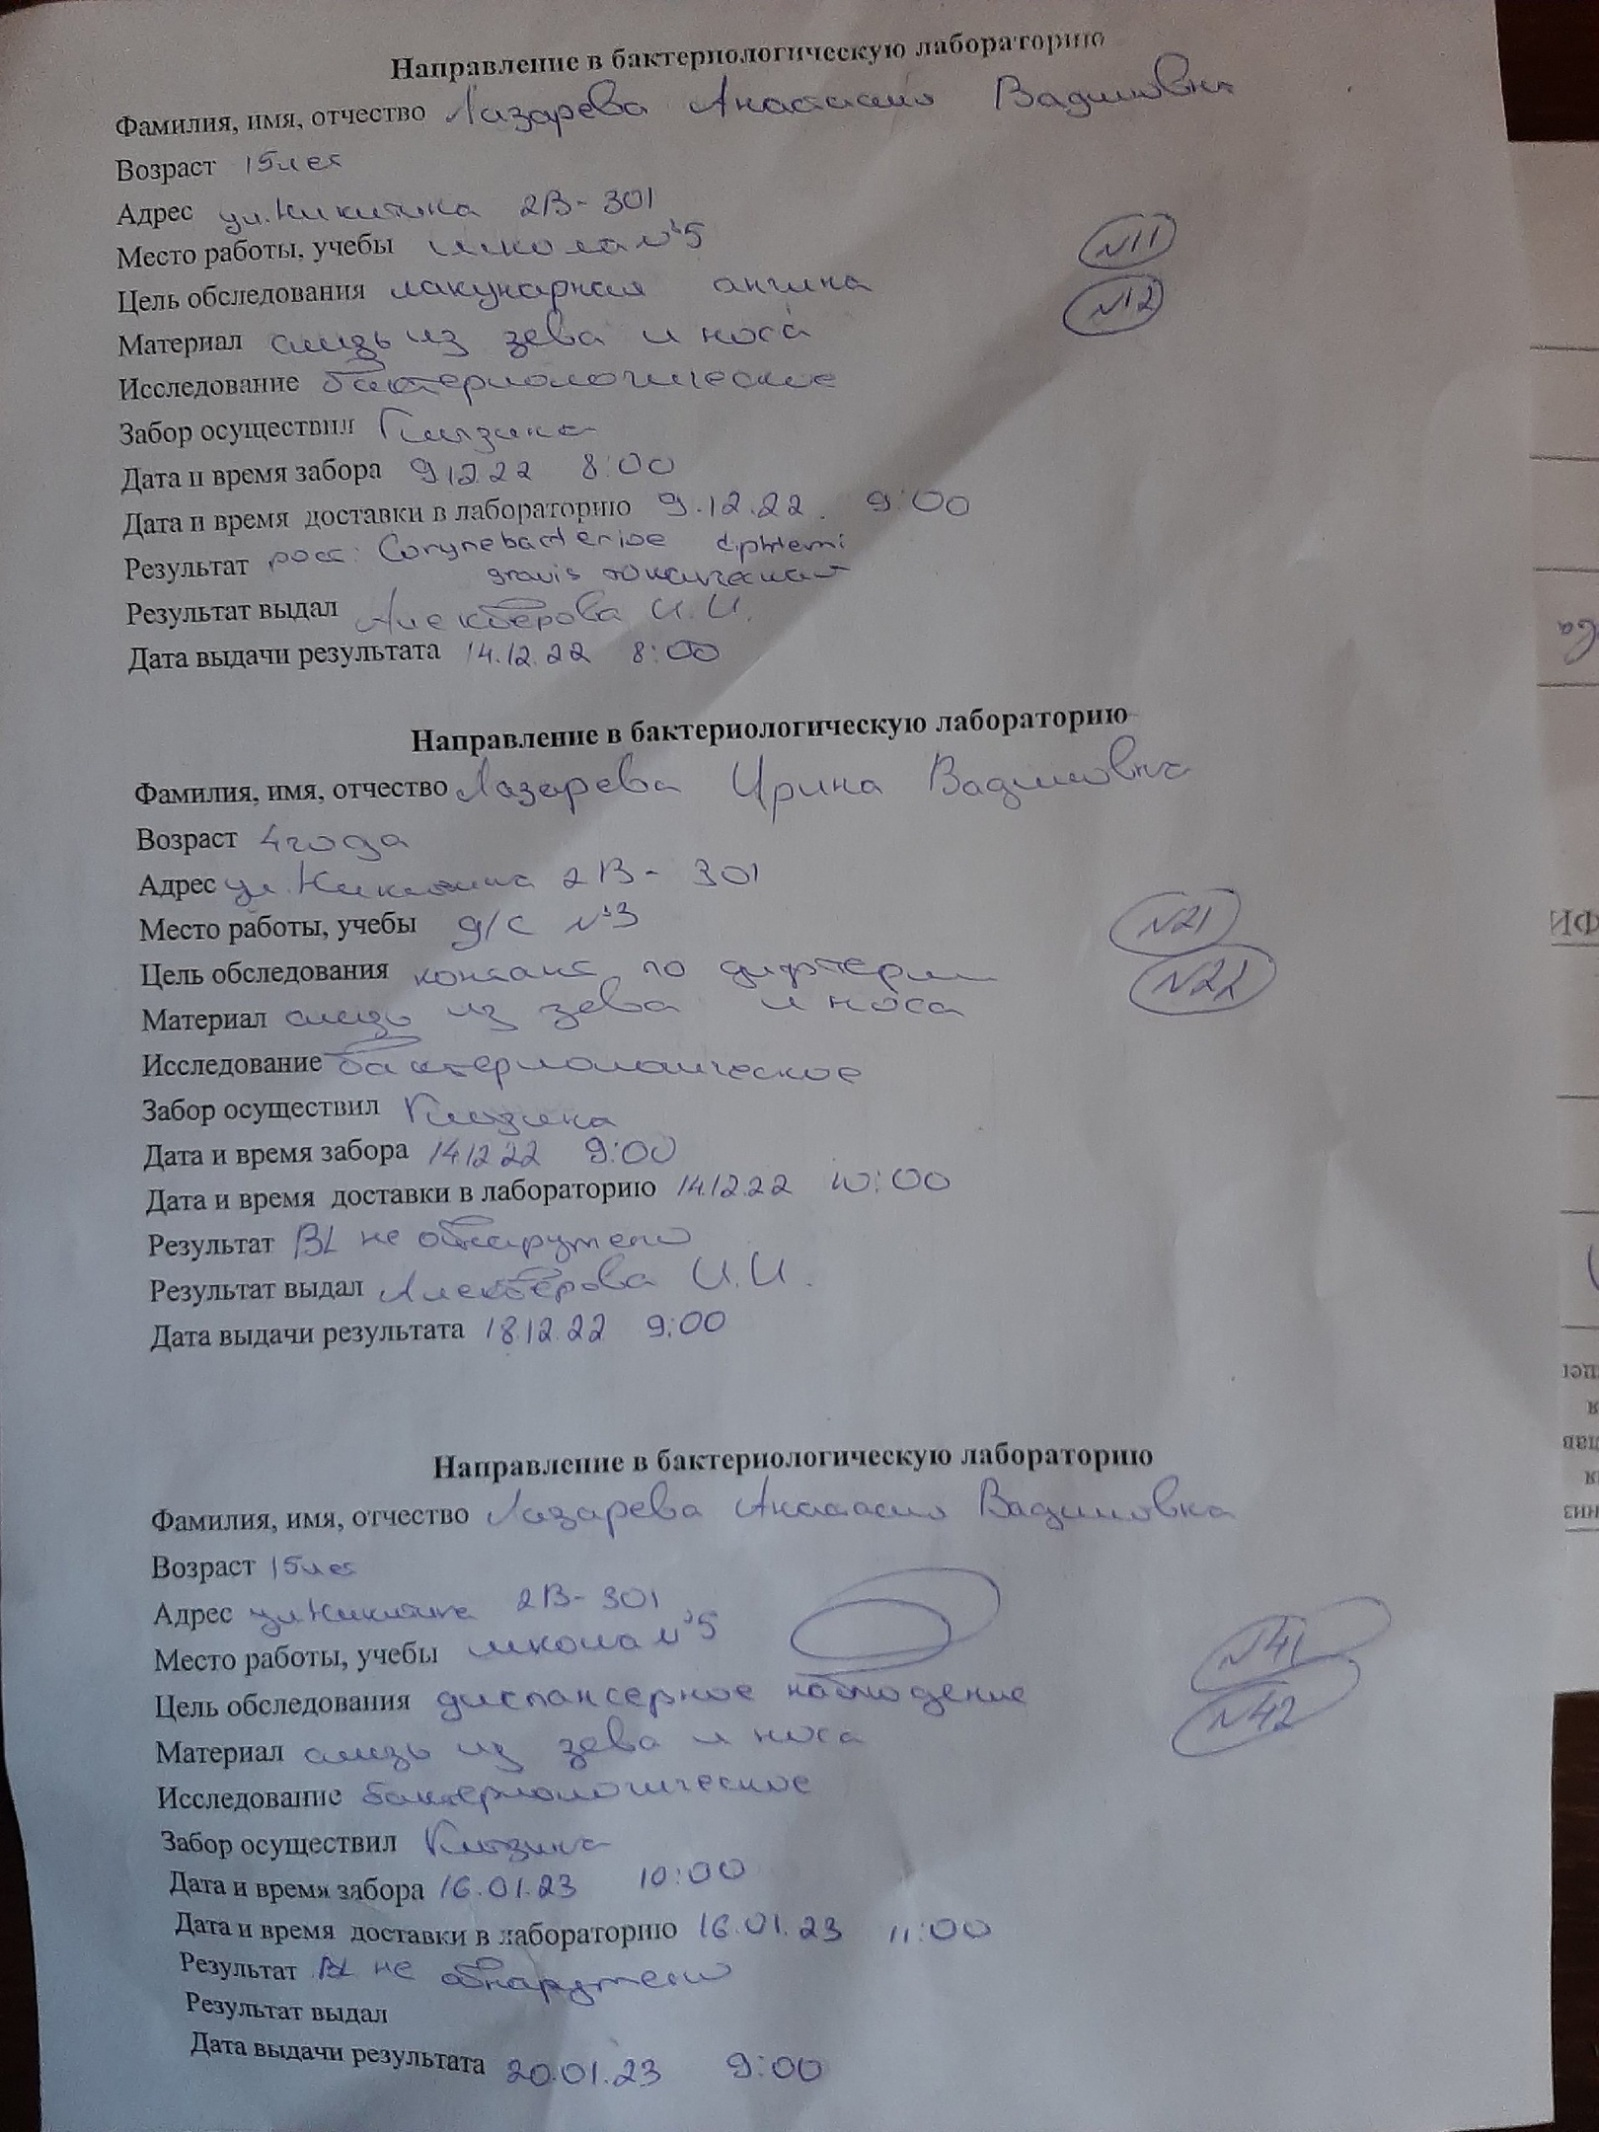 Направление в бактериологическую лабораторию
Фамилия, имя, отчество Лазарева Анастасия Вадимовна
Возраст 15 лет
Адрес ул. Никитина 2В - 301
Место работы, учебы школа №5
№11
Цель обследования лакунарная ангина
№12
Материал слизь из зева и носа
Исследование бактериологическое
Забор осуществил
Дата и время забора 9.12.22 8:00
Дата и время доставки в лабораторию 9.12.22. 9:00
Результат рост: Corynebacterioe diphteri
gravis токсическая
Результат выдал Алекберова И.И.
Дата выдачи результата 14.12.22 8:00
Направление в бактериологическую лабораторию
Фамилия, имя, отчество Лазарева Ирина Вадимовна
Возраст 4 года
Адрес ул. Никитина 2В - 301
Место работы, учебы д/с №3
№21
Цель обследования контакт по дифтерии
№22
Материал слизь из зева и носа
Исследование бактериологическое
Забор осуществил
Дата и время забора 14.12.22 9:00
Дата и время доставки в лабораторию 14.12.22 10:00
Результат BL не обнаружено
Результат выдал Алекберова И.И.
Дата выдачи результата 18.12.22 9:00
Направление в бактериологическую лабораторию
Фамилия, имя, отчество Лазарева Анастасия Вадимовна
Возраст 15 лет
Адрес ул. Никитина 2В - 301
Место работы, учебы школа №5
№41
Цель обследования диспансерное наблюдение
№42
Материал слизь из зева и носа
Исследование бактериологическое
Забор осуществил
Дата и время забора 16.01.23 10:00
Дата и время доставки в лабораторию 16.01.23 11:00
Результат BL не обнаружено
Результат выдал
Дата выдачи результата 20.01.23 9:00